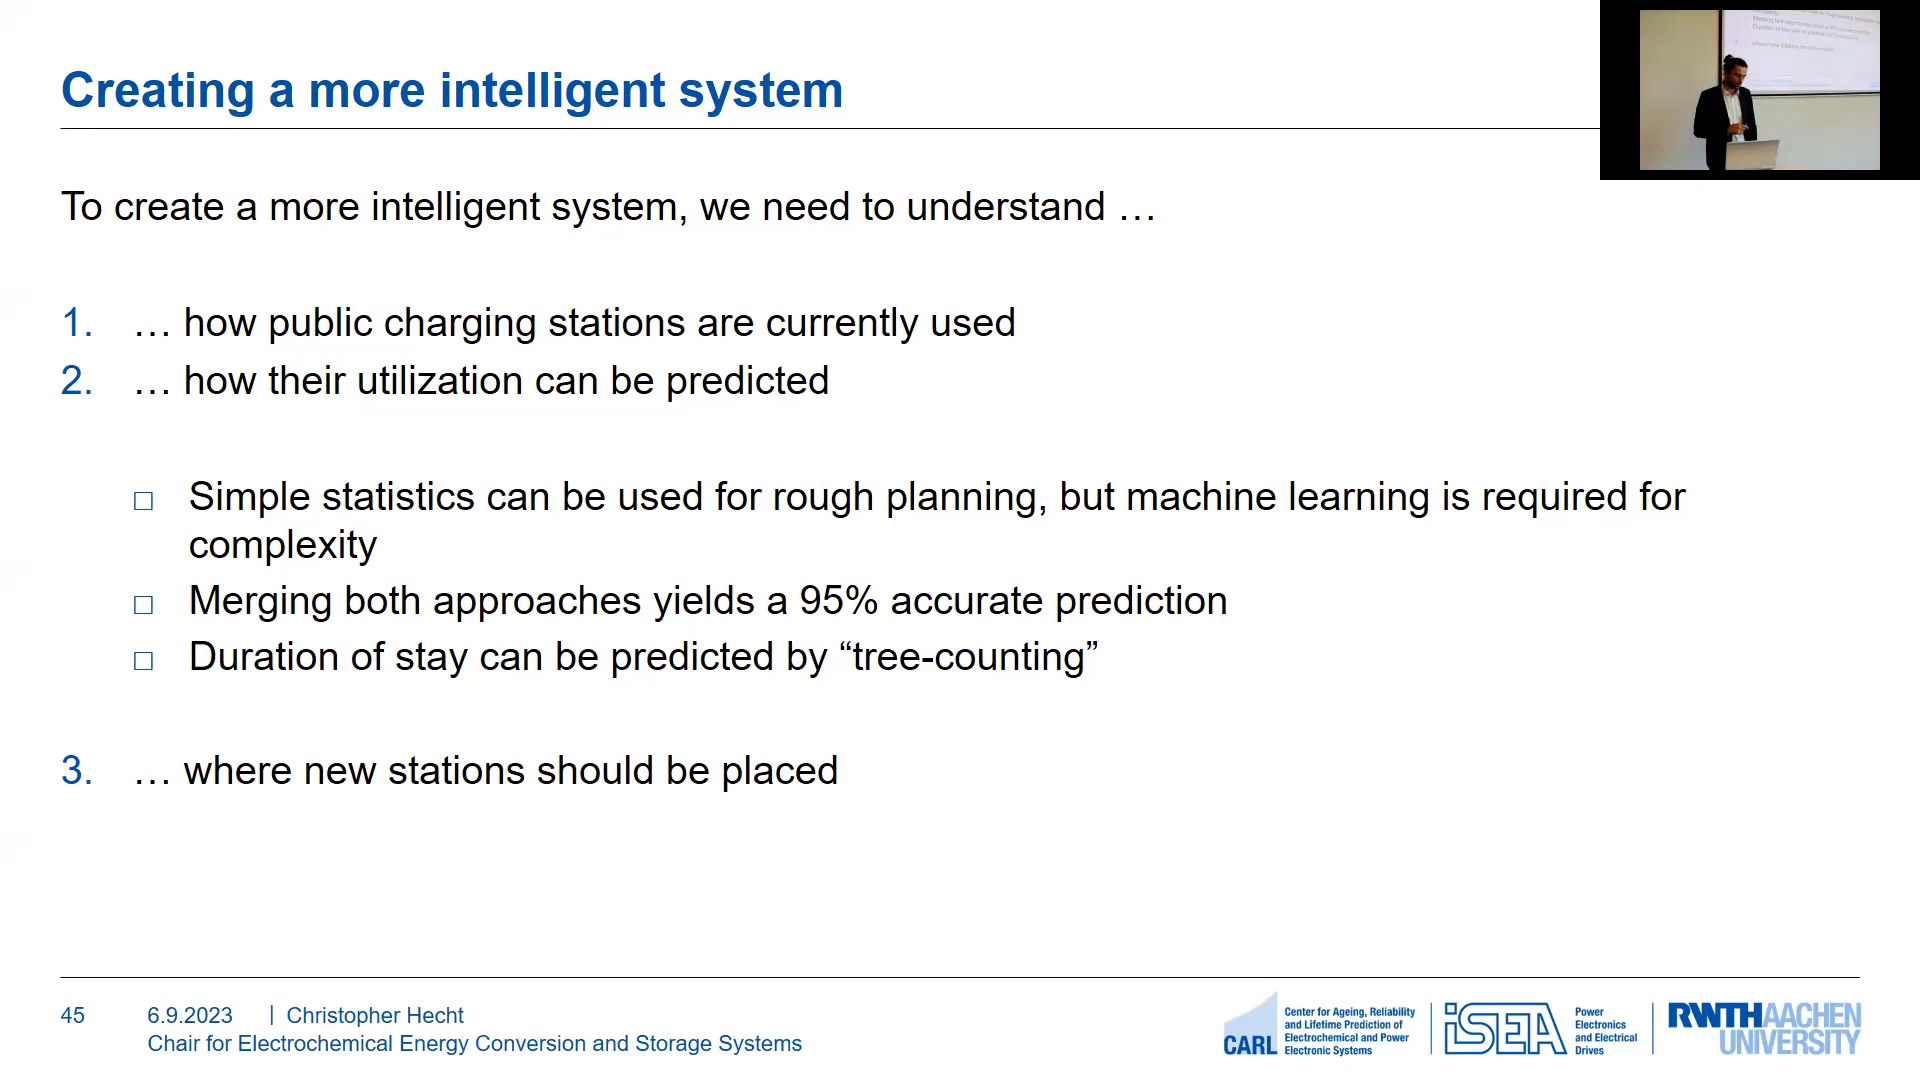 Creating a more intelligent system
To create a more intelligent system, we need to understand …
1. … how public charging stations are currently used
2. … how their utilization can be predicted
□ Simple statistics can be used for rough planning, but machine learning is required for
complexity
□ Merging both approaches yields a 95% accurate prediction
□ Duration of stay can be predicted by “tree-counting”
3. … where new stations should be placed
45 6.9.2023 | Christopher Hecht
Chair for Electrochemical Energy Conversion and Storage Systems
CARL
Center for Ageing, Reliability
and Lifetime Prediction of
Electrochemical and Power
Electronic Systems
iSEA
Power
Electronics
and Electrical
Drives
RWTH AACHEN
UNIVERSITY